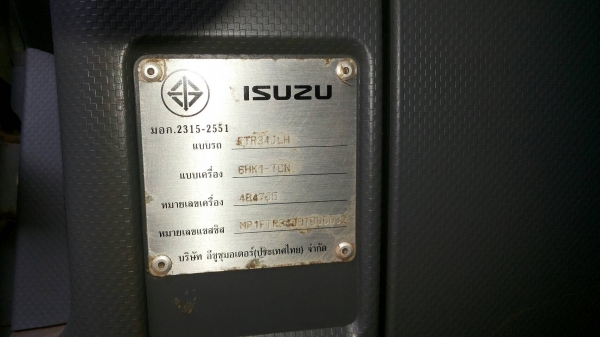 ISUZU
มอก.2315-2551
แบบรถ FTR34JLH
แบบเครื่อง 6HK1-TCN
หมายเลขเครื่อง
หมายเลขแชสซิส
บริษัท อีซูซุมอเตอร์(ประเทศไทย) จำกัด